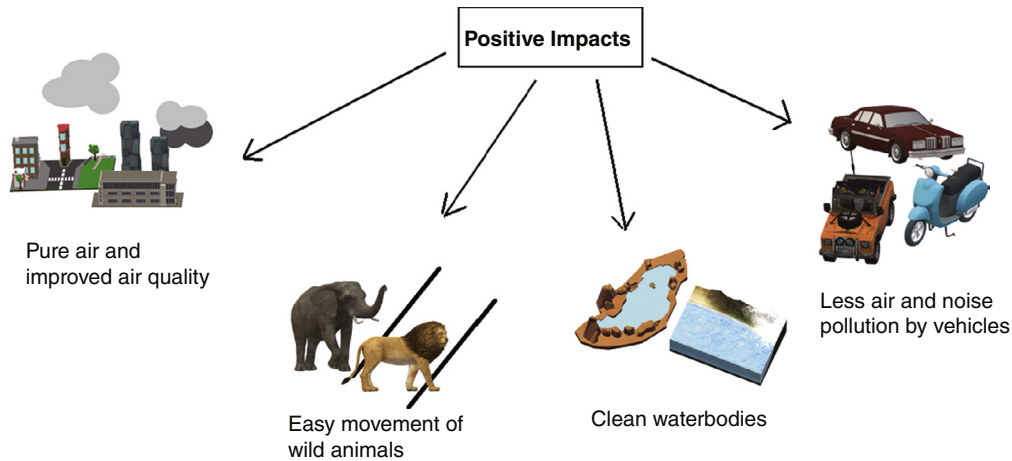 Positive Impacts
Pure air and
improved air quality
Easy movement of
wild animals
Clean waterbodies
Less air and noise
pollution by vehicles